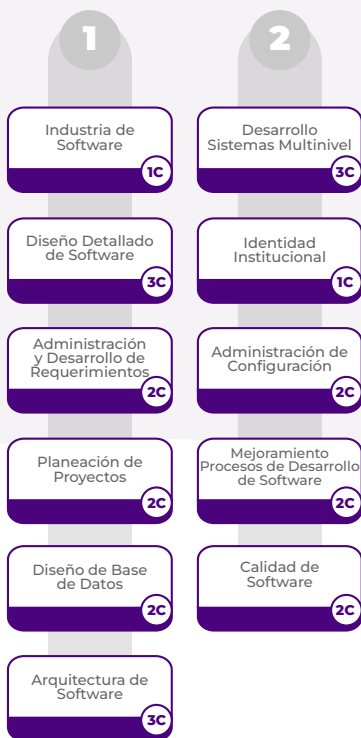 1
Industria de
Software
1C
Diseño Detallado
de Software
3C
Administración
y Desarrollo de
Requerimientos
2C
Planeación de
Proyectos
2C
Diseño de Base
de Datos
2C
Arquitectura de
Software
3C
2
Desarrollo
Sistemas Multinivel
3C
Identidad
Institucional
1C
Administración de
Configuración
2C
Mejoramiento
Procesos de Desarrollo
de Software
2C
Calidad de
Software
2C